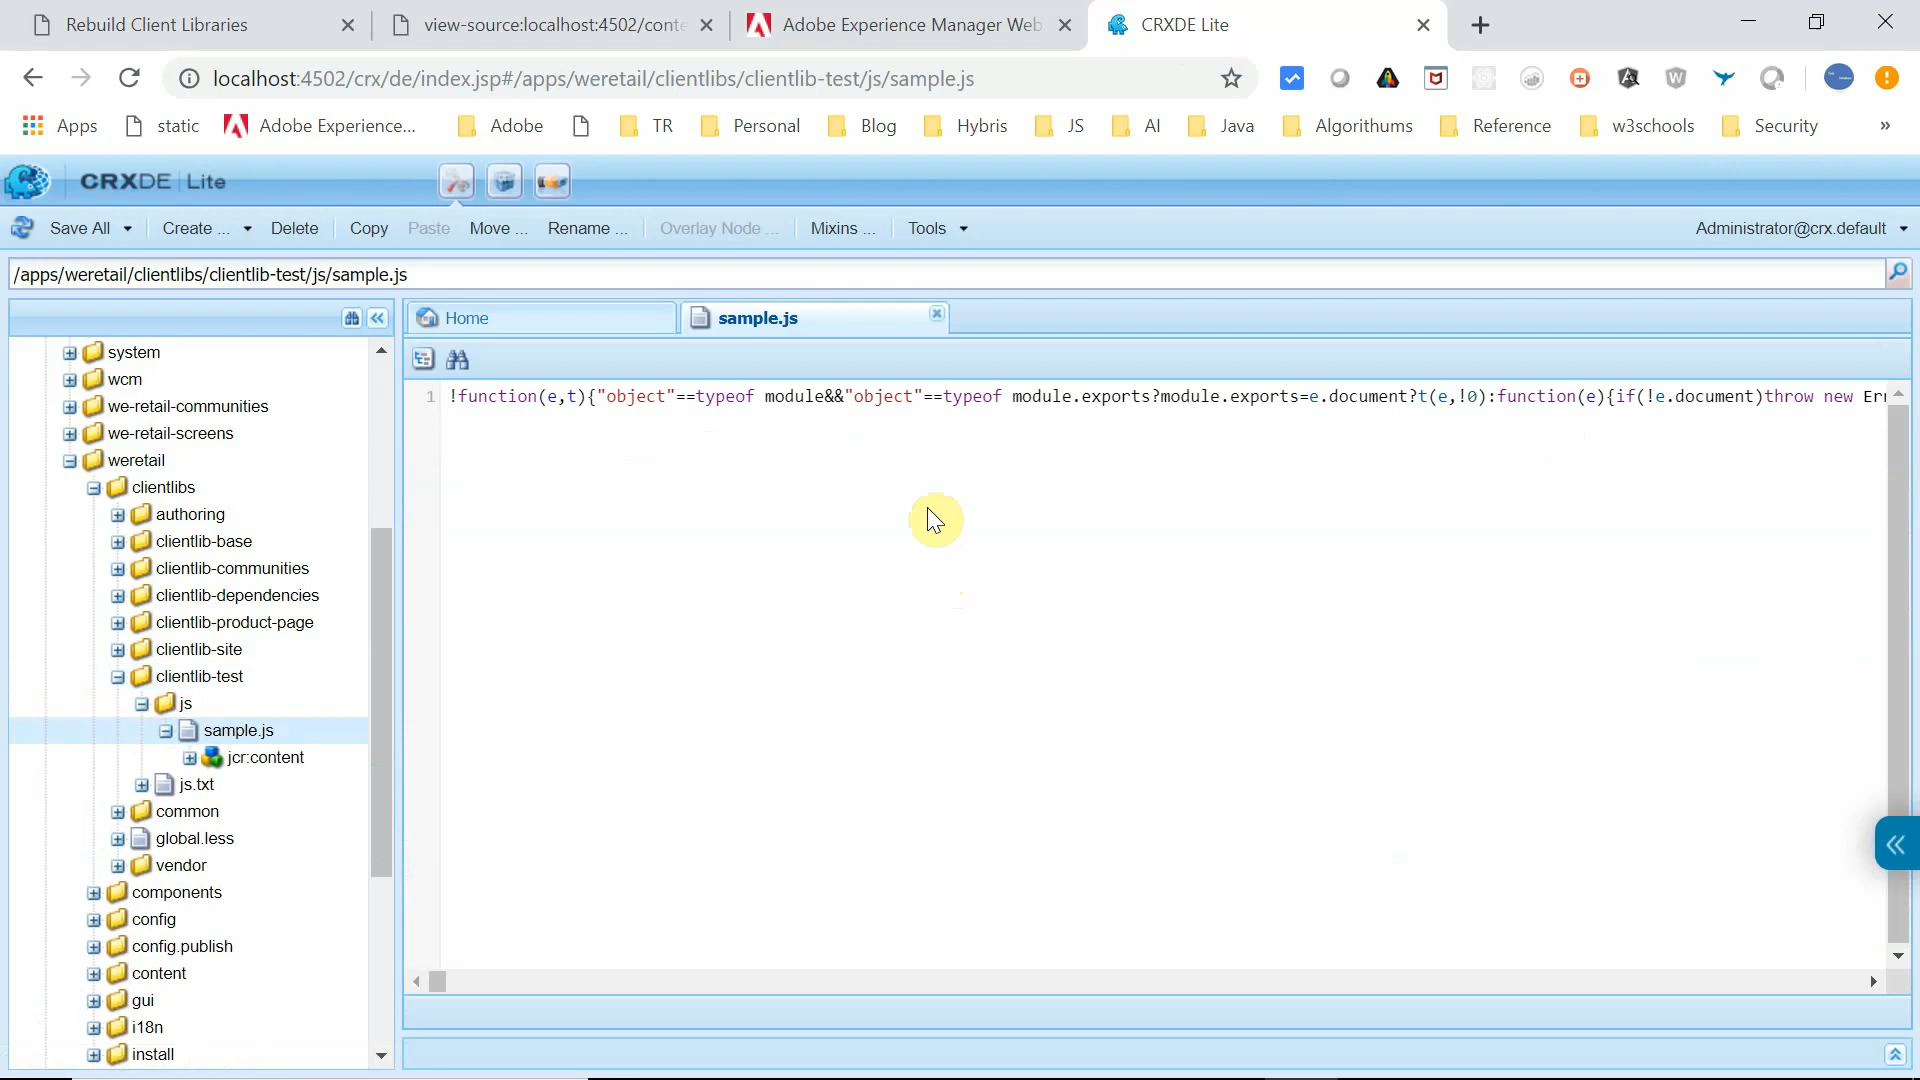 Rebuild Client Libraries
view-source:localhost:4502/conte
Adobe Experience Manager Web
CRXDE Lite
localhost:4502/crx/de/index.jsp#/apps/weretail/clientlibs/clientlib-test/js/sample.js
Apps
static
Adobe Experience...
Adobe
TR
Personal
Blog
Hybris
JS
AI
Java
Algorithums
Reference
w3schools
Security
»
CRXDE | Lite
Save All
Create ...
Delete
Copy
Paste
Move ...
Rename ...
Overlay Node ...
Mixins ...
Tools
Administrator@crx.default
/apps/weretail/clientlibs/clientlib-test/js/sample.js
Home
sample.js
system
wcm
we-retail-communities
we-retail-screens
weretail
clientlibs
authoring
clientlib-base
clientlib-communities
clientlib-dependencies
clientlib-product-page
clientlib-site
clientlib-test
js
sample.js
jcr:content
js.txt
common
global.less
vendor
components
config
config.publish
content
gui
i18n
install
1 !function(e,t){"object"==typeof module&&"object"==typeof module.exports?module.exports=e.document?t(e,!0):function(e){if(!e.document)throw new Err